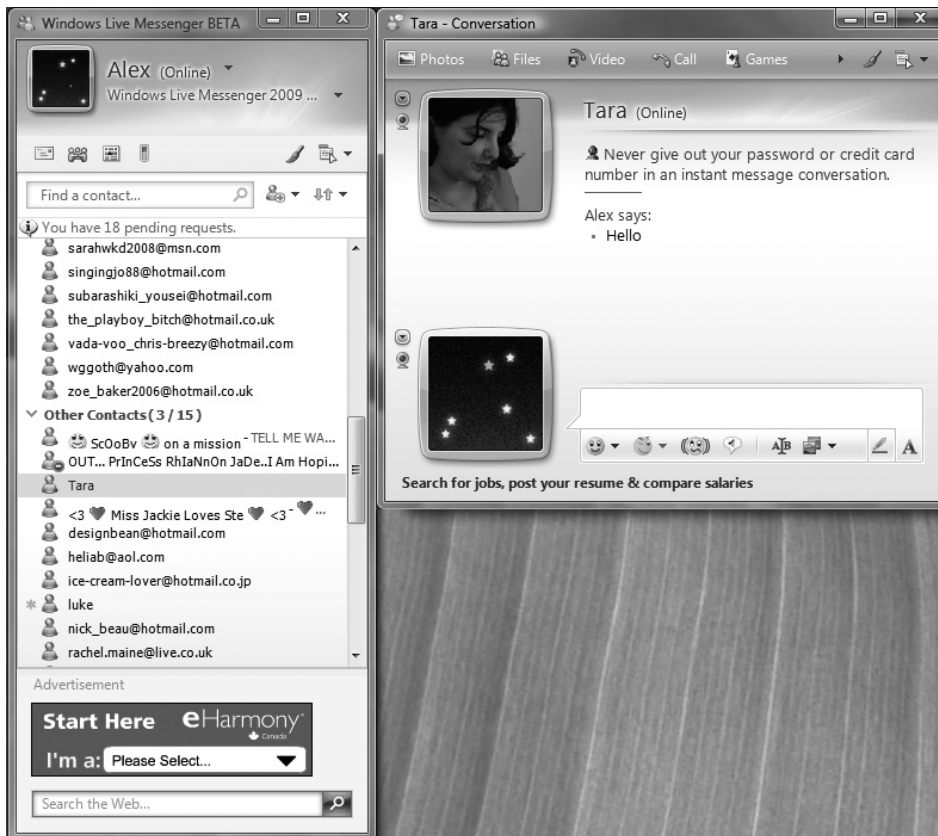 Windows Live Messenger BETA
Alex (Online)
Windows Live Messenger 2009 ...
Find a contact...
You have 18 pending requests.
sarahwkd2008@msn.com
singingjo88@hotmail.com
subarashiki_yousei@hotmail.com
the_playboy_bitch@hotmail.co.uk
vada-voo_chris-breezy@hotmail.com
wggoth@yahoo.com
zoe_baker2006@hotmail.co.uk
Other Contacts ( 3 / 15 )
ScOoBv on a mission - TELL ME WA...
OUT... PrInCeSs RhIaNnOn JaDe..I Am Hopi...
Tara
<3 Miss Jackie Loves Ste <3 - ...
designbean@hotmail.com
heliab@aol.com
ice-cream-lover@hotmail.co.jp
luke
nick_beau@hotmail.com
rachel.maine@live.co.uk
Advertisement
Start Here eHarmony
Canada
I'm a: Please Select...
Search the Web...
Tara - Conversation
Photos Files Video Call Games
Tara (Online)
Never give out your password or credit card
number in an instant message conversation.
Alex says:
Hello
Search for jobs, post your resume & compare salaries